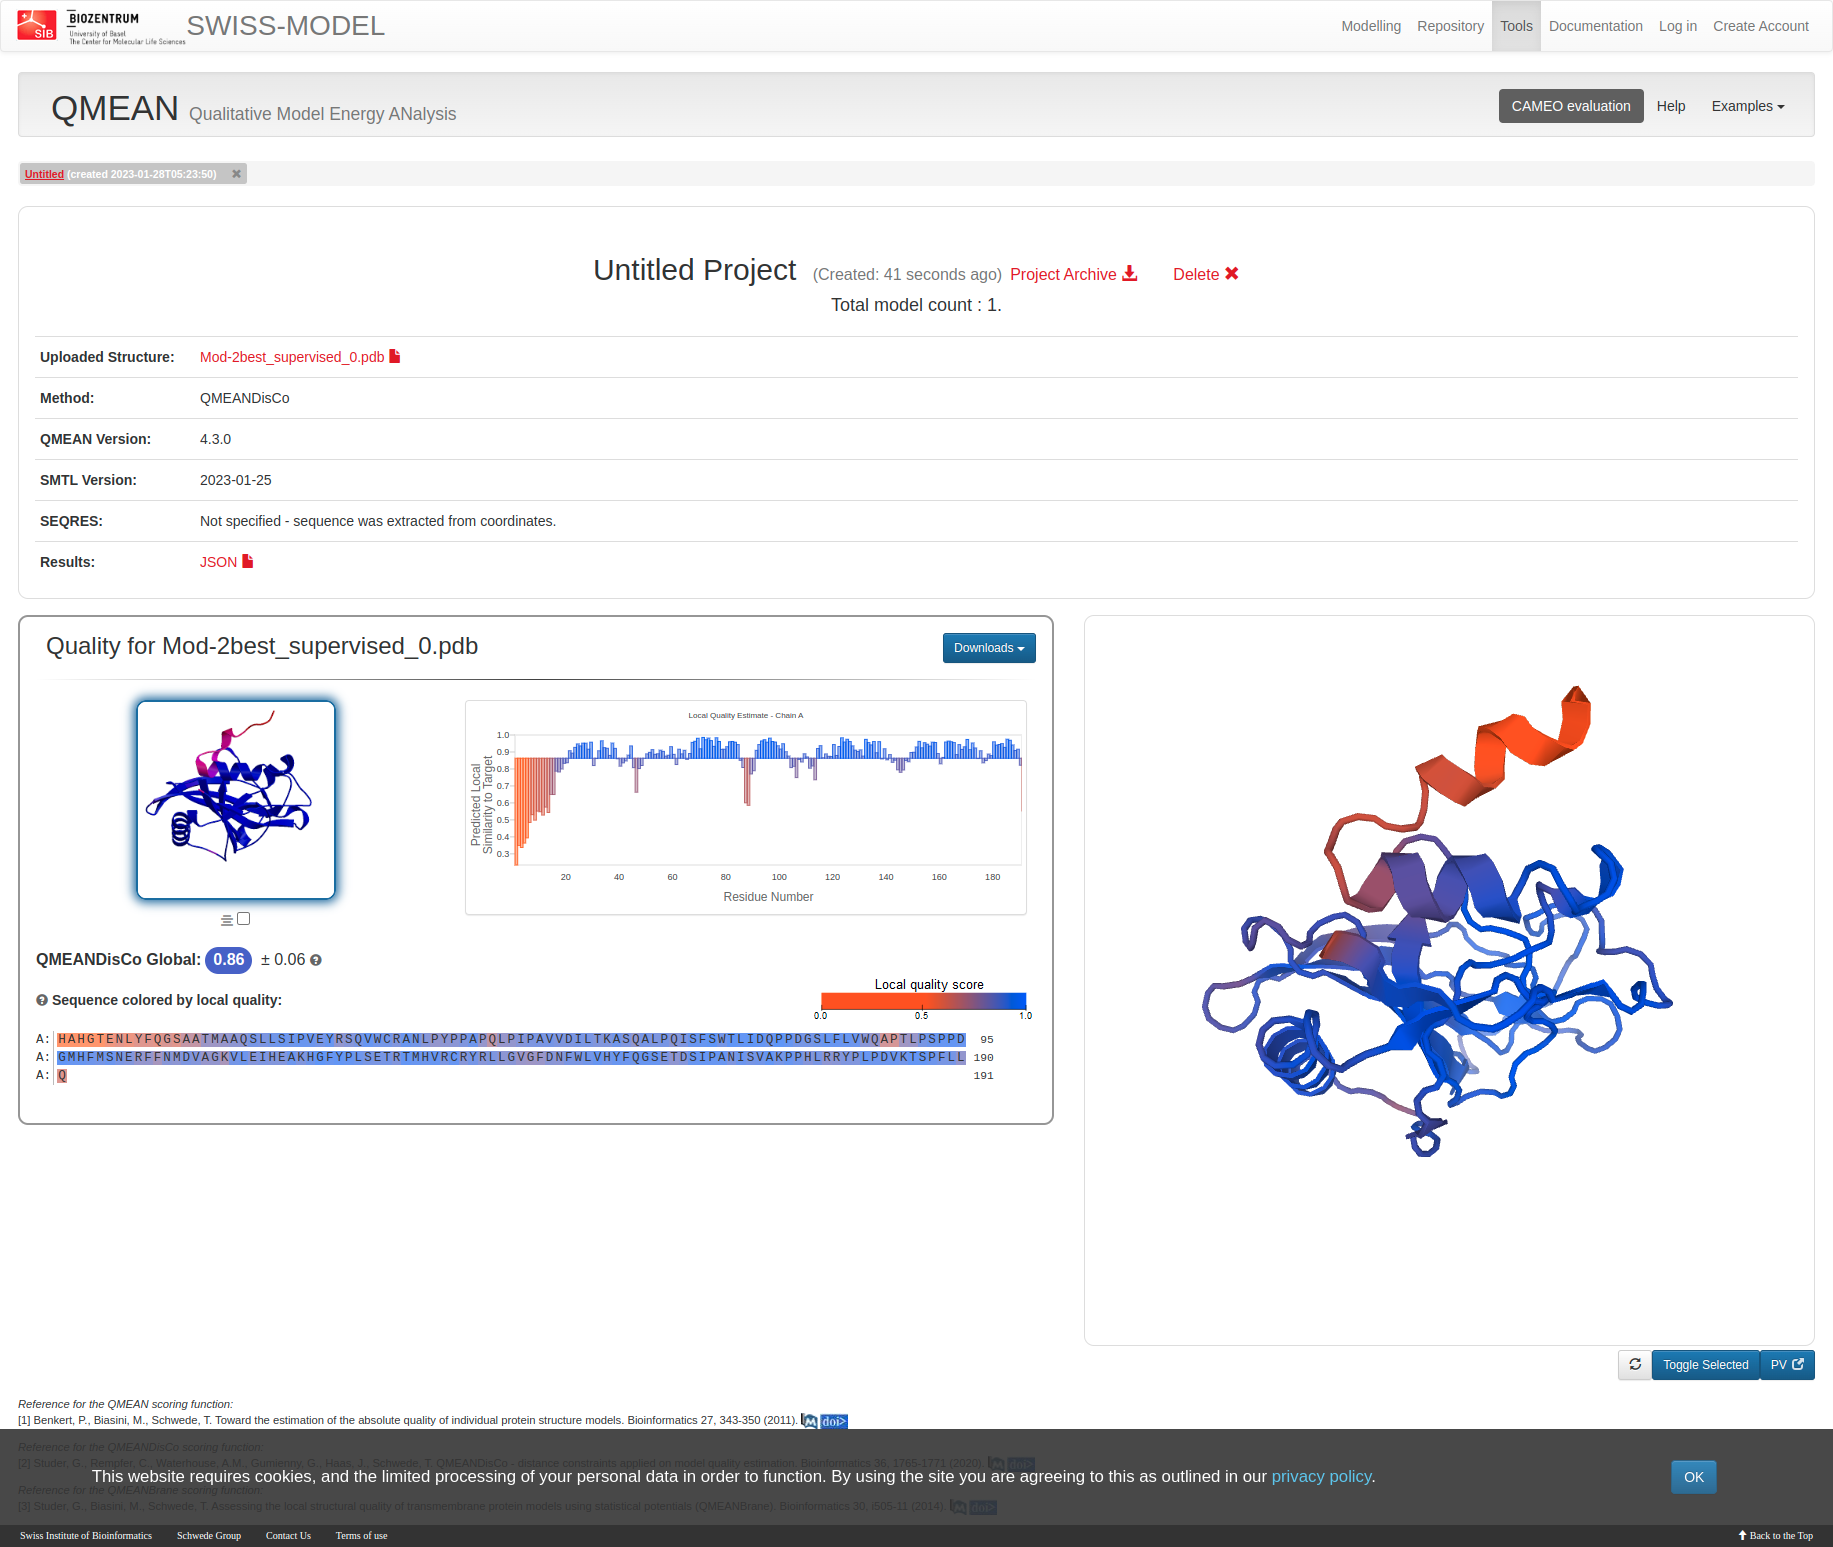 SIB
BIOZENTRUM
University of Basel
The Center for Molecular Life Sciences
SWISS-MODEL
Modelling Repository Tools Documentation Log in Create Account
QMEAN Qualitative Model Energy ANalysis
CAMEO evaluation Help Examples
Untitled (created 2023-01-28T05:23:50) ✖
Untitled Project (Created: 41 seconds ago) Project Archive Delete ✖
Total model count : 1.
Uploaded Structure: Mod-2best_supervised_0.pdb
Method: QMEANDisCo
QMEAN Version: 4.3.0
SMTL Version: 2023-01-25
SEQRES: Not specified - sequence was extracted from coordinates.
Results: JSON
Quality for Mod-2best_supervised_0.pdb
Downloads
Local Quality Estimate - Chain A
Predicted Local
Similarity to Target
1.0
0.9
0.8
0.7
0.6
0.5
0.4
0.3
20 40 60 80 100 120 140 160 180
Residue Number
QMEANDisCo Global: 0.86 ± 0.06 ?
? Sequence colored by local quality:
Local quality score
0.0 0.5 1.0
A: HAHGTENLYFQGSAATMAAQSLLSIPVEYRSQVWCRANLPYPPAPQLPIPAVVDILTKASQALPQISFSWTLIDQPPDGSLFLVWQAPTLPSPPD 95
A: GMHFMSNERFFNMDVAGKVLEIHEAKHGFYPLSETRTMHVRCRYRLLGVGFDNFWLVHYFQGSETDSIPANISVAKPPHLRRYPLPDVKTSPFLL 190
A: Q 191
Toggle Selected PV
Reference for the QMEAN scoring function:
[1] Benkert, P., Biasini, M., Schwede, T. Toward the estimation of the absolute quality of individual protein structure models. Bioinformatics 27, 343-350 (2011). M doi>
Reference for the QMEANDisCo scoring function:
[2] Studer, G., Rempfer, C., Waterhouse, A.M., Gumienny, G., Haas, J., Schwede, T. QMEANDisCo - distance constraints applied on model quality estimation. Bioinformatics 36, 1765-1771 (2020). M doi>
This website requires cookies, and the limited processing of your personal data in order to function. By using the site you are agreeing to this as outlined in our privacy policy.
OK
Reference for the QMEANBrane scoring function:
[3] Studer, G., Biasini, M., Schwede, T. Assessing the local structural quality of transmembrane protein models using statistical potentials (QMEANBrane). Bioinformatics 30, i505-11 (2014). M doi>
Swiss Institute of Bioinformatics Schwede Group Contact Us Terms of use
Back to the Top